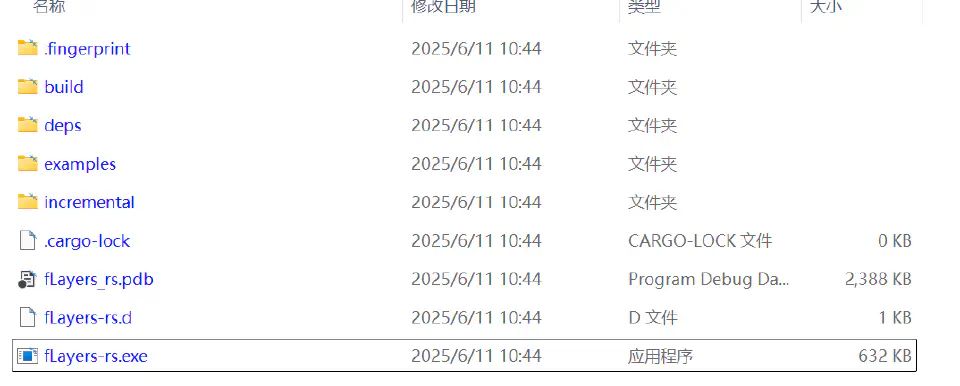 名称 修改日期 类型 大小
.fingerprint 2025/6/11 10:44 文件夹
build 2025/6/11 10:44 文件夹
deps 2025/6/11 10:44 文件夹
examples 2025/6/11 10:44 文件夹
incremental 2025/6/11 10:44 文件夹
.cargo-lock 2025/6/11 10:44 CARGO-LOCK 文件 0 KB
fLayers_rs.pdb 2025/6/11 10:44 Program Debug Da... 2,388 KB
fLayers-rs.d 2025/6/11 10:44 D 文件 1 KB
fLayers-rs.exe 2025/6/11 10:44 应用程序 632 KB